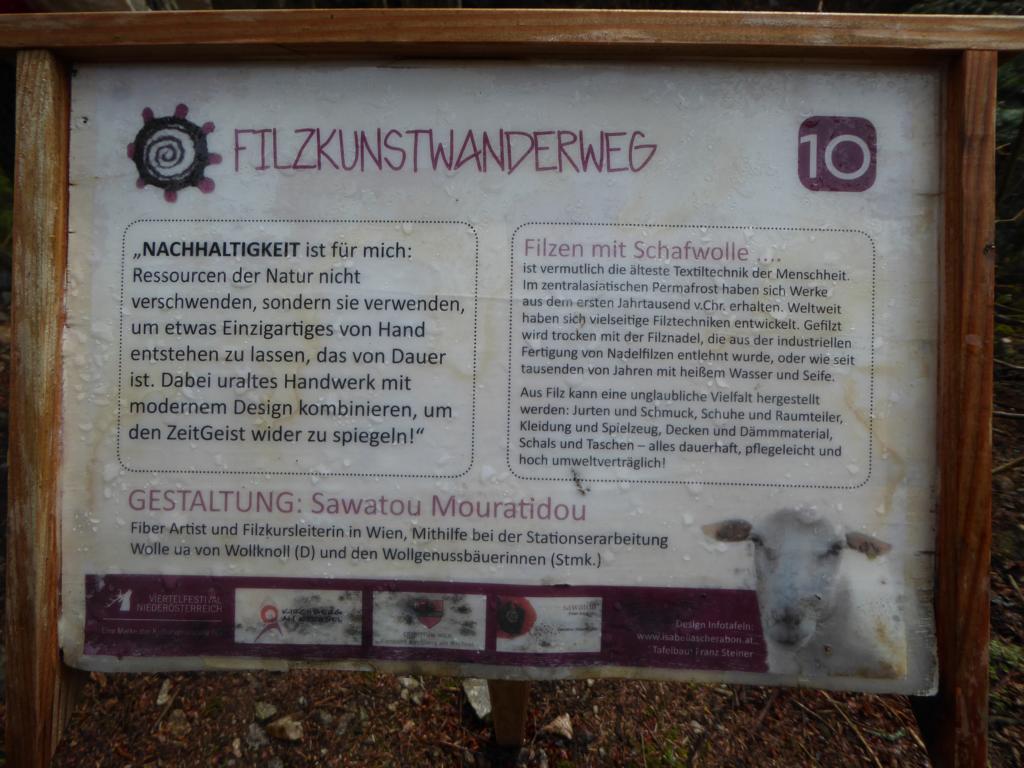 FILZKUNSTWANDERWEG
10
„NACHHALTIGKEIT ist für mich:
Ressourcen der Natur nicht
verschwenden, sondern sie verwenden,
um etwas Einzigartiges von Hand
entstehen zu lassen, das von Dauer
ist. Dabei uraltes Handwerk mit
modernem Design kombinieren, um
den ZeitGeist wider zu spiegeln!“
Filzen mit Schafwolle ....
ist vermutlich die älteste Textiltechnik der Menschheit.
Im zentralasiatischen Permafrost haben sich Werke
aus dem ersten Jahrtausend v.Chr. erhalten. Weltweit
haben sich vielseitige Filztechniken entwickelt. Gefilzt
wird trocken mit der Filznadel, die aus der industriellen
Fertigung von Nadelfilzen entlehnt wurde, oder wie seit
tausenden von Jahren mit heißem Wasser und Seife.
Aus Filz kann eine unglaubliche Vielfalt hergestellt
werden: Jurten und Schmuck, Schuhe und Raumteiler,
Kleidung und Spielzeug, Decken und Dämmmaterial,
Schals und Taschen – alles dauerhaft, pflegeleicht und
hoch umweltverträglich!
GESTALTUNG: Sawatou Mouratidou
Fiber Artist und Filzkursleiterin in Wien, Mithilfe bei der Stationserarbeitung
Wolle ua von Wollknoll (D) und den Wollgenussbäuerinnen (Stmk.)
VIERTELFESTIVAL
NIEDERÖSTERREICH
Eine Marke der
KIRCHBERG
sawatou
Design Infotafeln:
Tafelbau: Franz Steiner